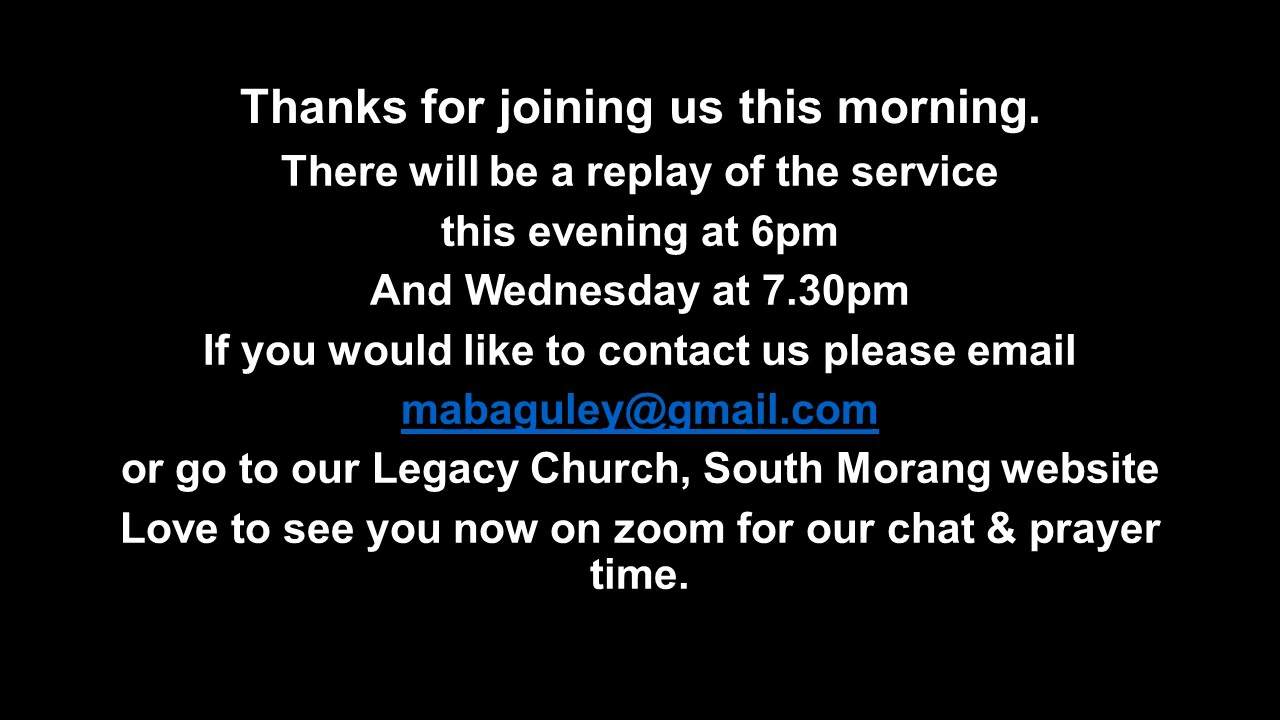 Thanks for joining us this morning.
There will be a replay of the service
this evening at 6pm
And Wednesday at 7.30pm
If you would like to contact us please email
mabaguley@gmail.com
or go to our Legacy Church, South Morang website
Love to see you now on zoom for our chat & prayer
time.